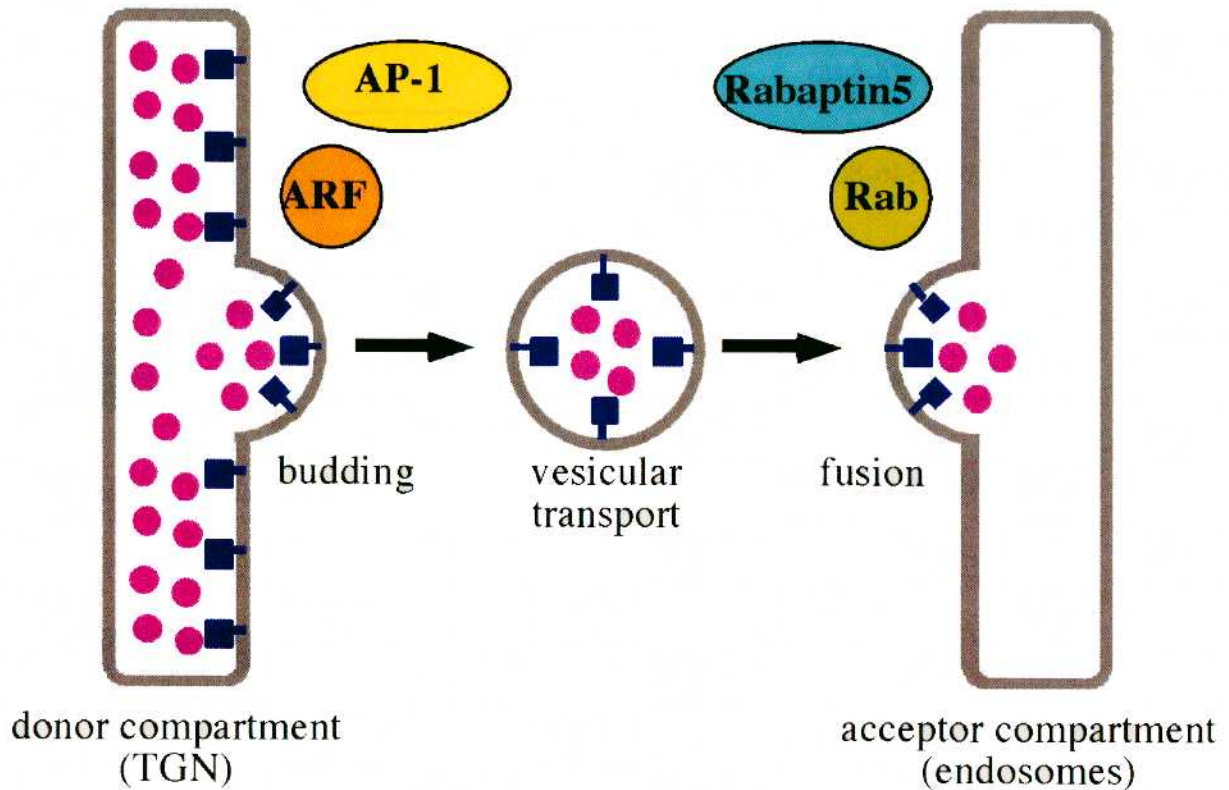 AP-1
Rabaptin5
ARF
Rab
budding
vesicular
transport
fusion
donor compartment
(TGN)
acceptor compartment
(endosomes)